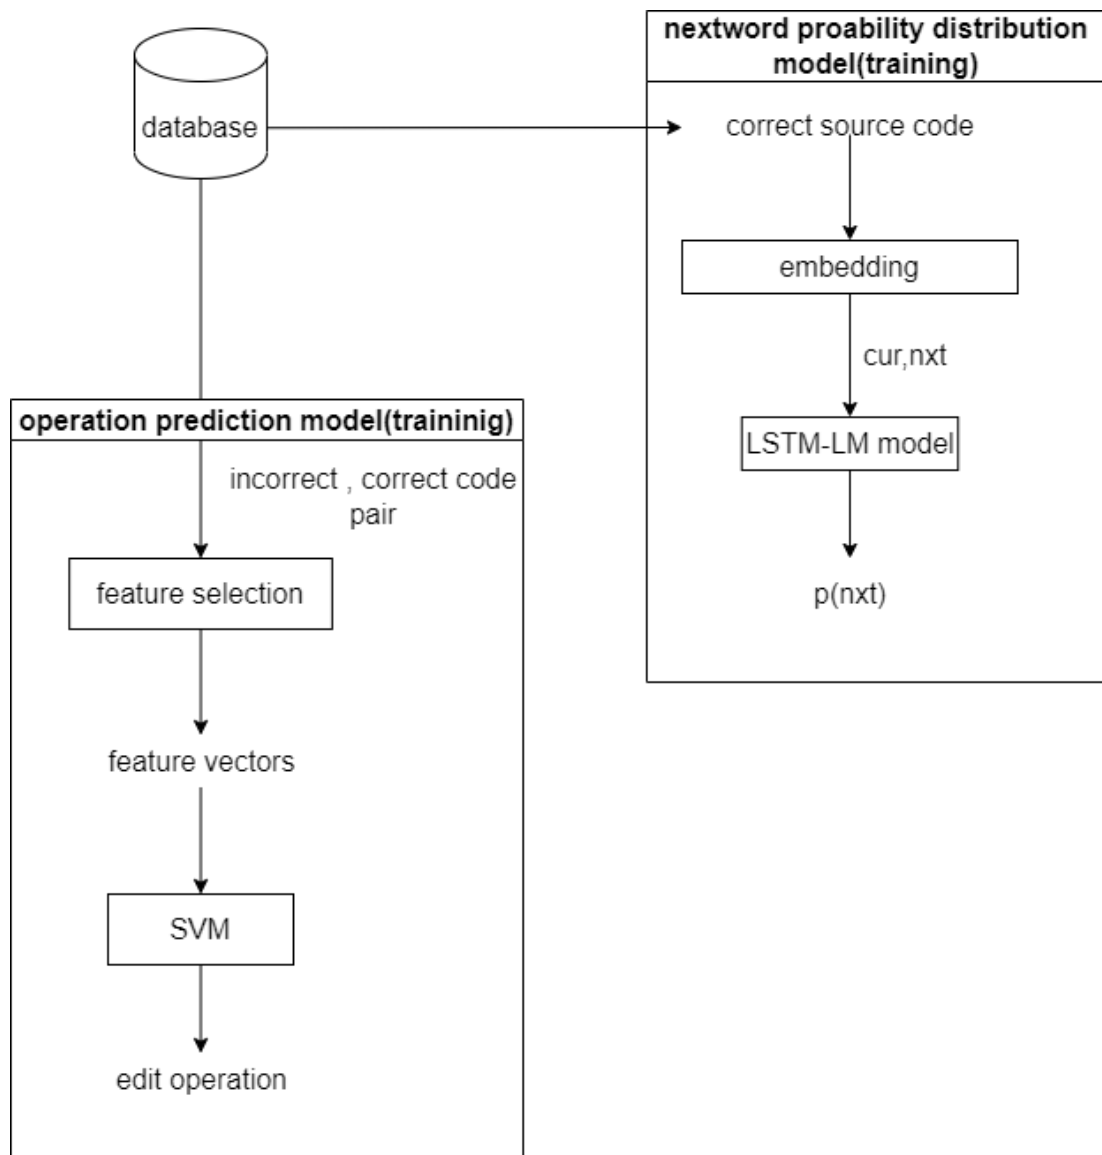 database
nextword proability distribution
model(training)
correct source code
embedding
cur,nxt
LSTM-LM model
p(nxt)
operation prediction model(traininig)
incorrect , correct code
pair
feature selection
feature vectors
SVM
edit operation